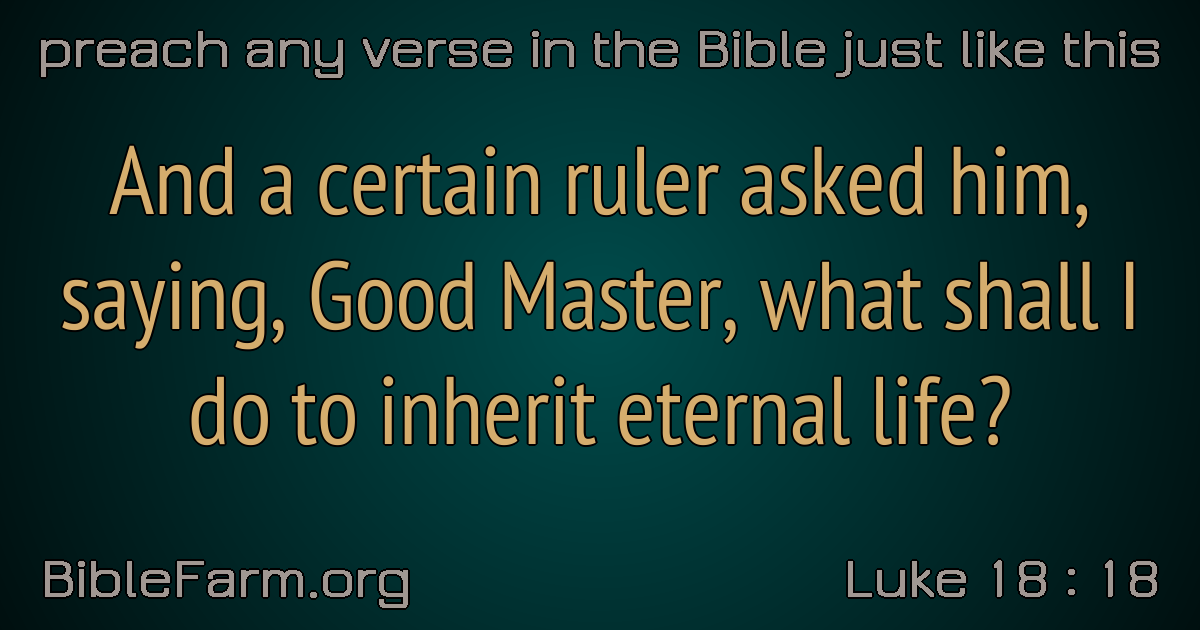 preach any verse in the Bible just like this
And a certain ruler asked him,
saying, Good Master, what shall I
do to inherit eternal life?
BibleFarm.org
Luke 18 : 18